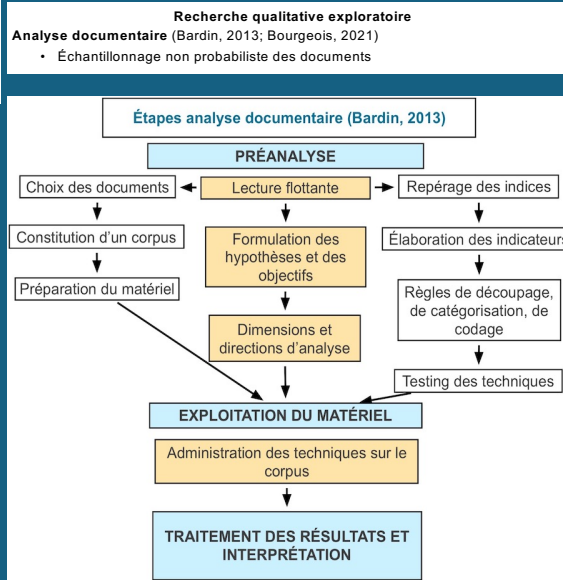 Recherche qualitative exploratoire
Analyse documentaire (Bardin, 2013; Bourgeois, 2021)
• Échantillonnage non probabiliste des documents
Étapes analyse documentaire (Bardin, 2013)
PRÉANALYSE
Choix des documents
Lecture flottante
Repérage des indices
Constitution d'un corpus
Formulation des
hypothèses et des
objectifs
Élaboration des indicateurs
Préparation du matériel
Règles de découpage,
de catégorisation, de
codage
Dimensions et
directions d'analyse
Testing des techniques
EXPLOITATION DU MATÉRIEL
Administration des techniques sur le
corpus
TRAITEMENT DES RÉSULTATS ET
INTERPRÉTATION